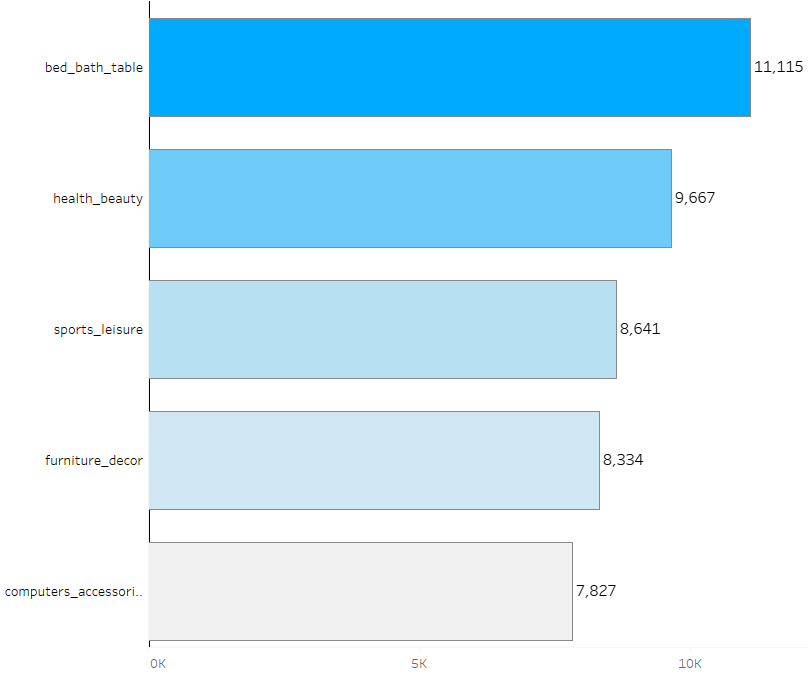 bed_bath_table 11,115
health_beauty 9,667
sports_leisure 8,641
furniture_decor 8,334
computers_accessori.. 7,827
0K 5K 10K